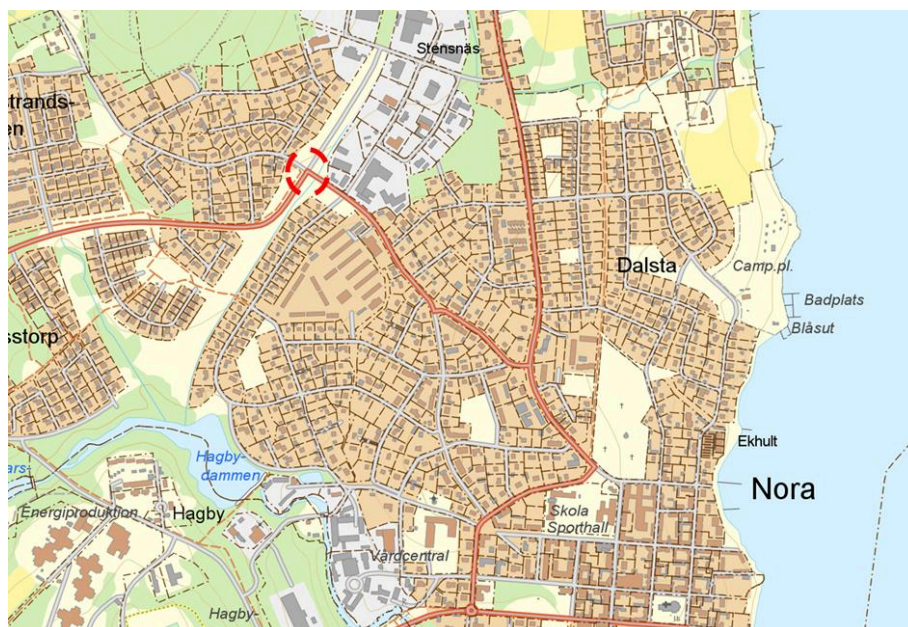 Stensnäs
trands-
en
Dalsta
Camp.pl.
Badplats
Blåsut
sstorp
Ekhult
Hagby-
dammen
ars-
Nora
Energiproduktion
Hagby
Skola
Sporthall
Vårdcentral
Hagby-